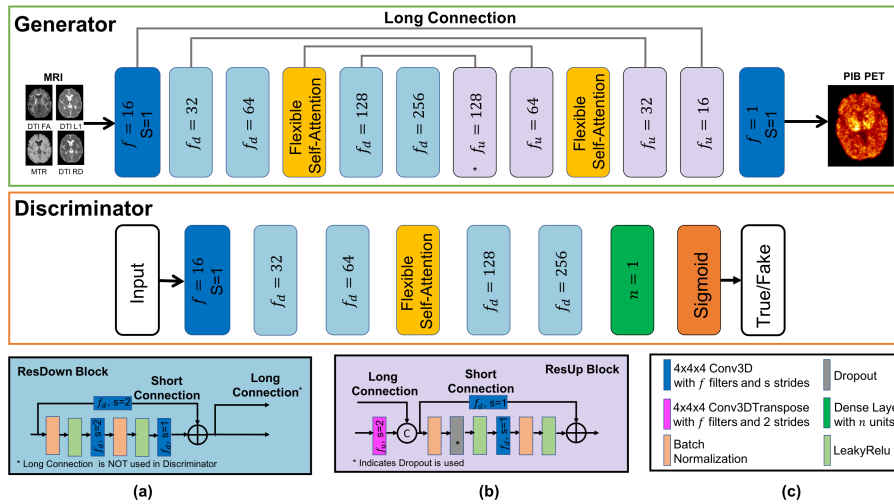 Generator
Long Connection
MRI
DTI FA
DTI L1
MTR
DTI RD
f = 16
S=1
f_d = 32
f_d = 64
Flexible
Self-Attention
f_d = 128
f_d = 256
* f_u = 128
f_u = 64
Flexible
Self-Attention
f_u = 32
f_u = 16
f = 1
S=1
PIB PET
Discriminator
Input
f = 16
S=1
f_d = 32
f_d = 64
Flexible
Self-Attention
f_d = 128
f_d = 256
n = 1
Sigmoid
True/Fake
ResDown Block
Short
Connection
Long
Connection*
f_d, s=2
f_d, s=2
f_d, s=1
* Long Connection is NOT used in Discriminator
(a)
ResUp Block
Long
Connection
Short
Connection
f_d, s=1
f_u, s=2
C
*
f_d, s=1
* Indicates Dropout is used
(b)
4x4x4 Conv3D
with f filters and s strides
4x4x4 Conv3DTranspose
with f filters and 2 strides
Batch
Normalization
Dropout
Dense Laye
with n units
LeakyRelu
(c)